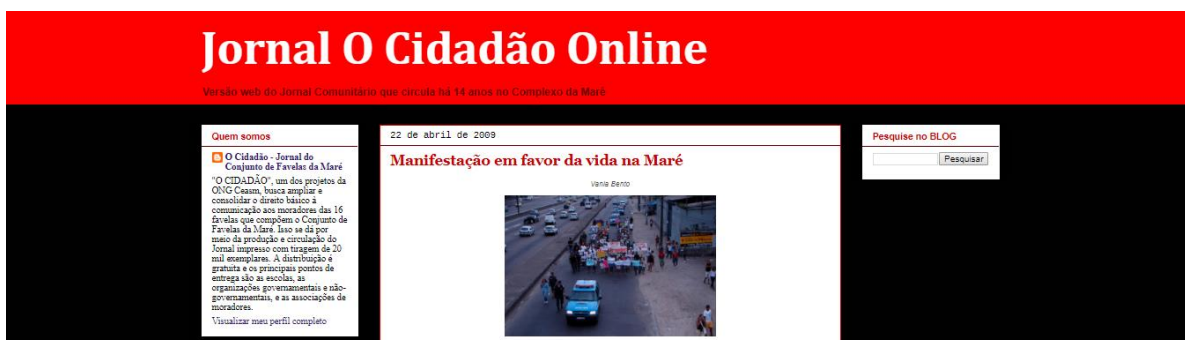 Jornal O Cidadão Online
Versão web do Jornal Comunitário que circula há 14 anos no Complexo da Maré
Quem somos
O Cidadão - Jornal do
Conjunto de Favelas da Maré
"O CIDADÃO", um dos projetos da
ONG Ceasm, busca ampliar e
consolidar o direito básico à
comunicação aos moradores das 16
favelas que compõem o Conjunto de
Favelas da Maré. Isso se dá por
meio da produção e circulação do
Jornal impresso com tiragem de 20
mil exemplares. A distribuição é
gratuita e os principais pontos de
entrega são as escolas, as
organizações governamentais e não-
governamentais, e as associações de
moradores.
Visualizar meu perfil completo
22 de abril de 2009
Manifestação em favor da vida na Maré
Vania Bento
Pesquise no BLOG
Pesquisar